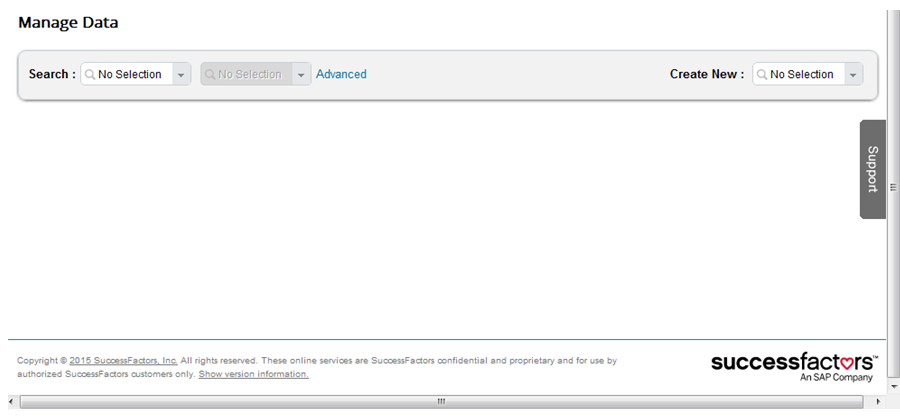 Manage Data
Search : No Selection No Selection Advanced Create New : No Selection
Support
Copyright © 2015 SuccessFactors, Inc. All rights reserved. These online services are SuccessFactors confidential and proprietary and for use by
authorized SuccessFactors customers only. Show version information.
successfactors™
An SAP Company